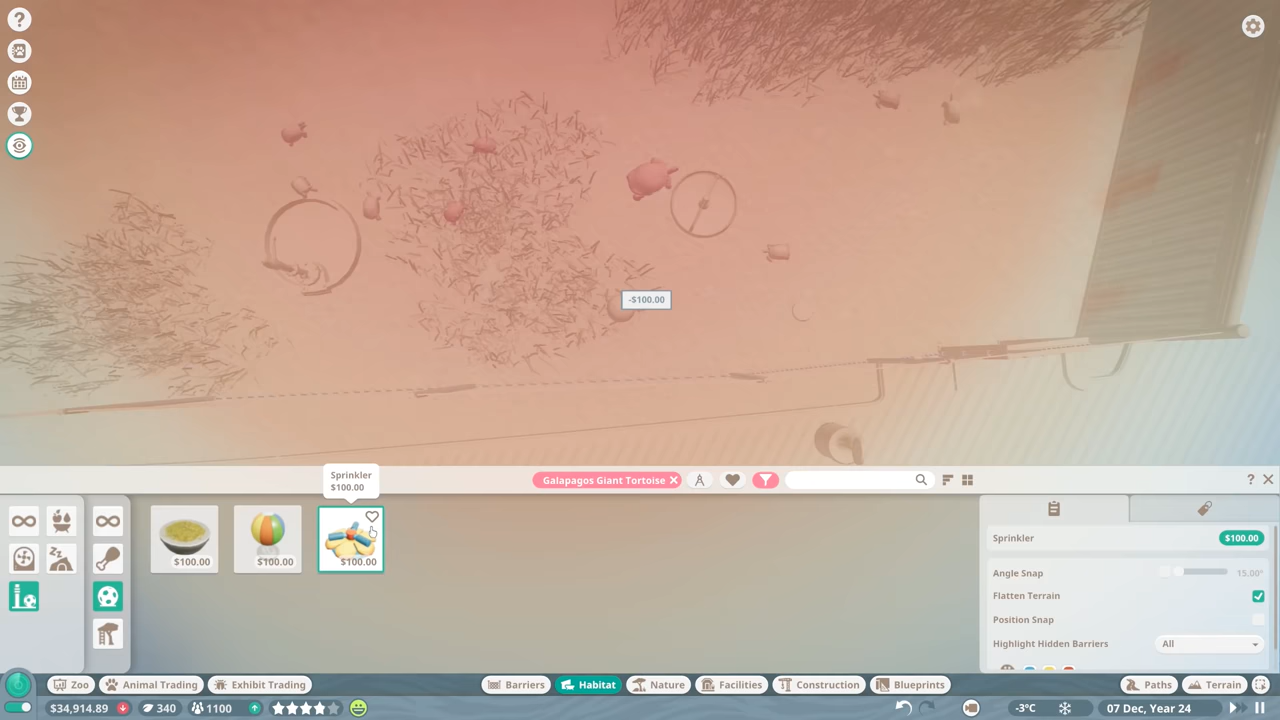 -$100.00
Sprinkler
$100.00
Galapagos Giant Tortoise
$100.00
$100.00
$100.00
Sprinkler
$100.00
Angle Snap
15.00°
Flatten Terrain
Position Snap
Highlight Hidden Barriers
All
Zoo
Animal Trading
Exhibit Trading
Barriers
Habitat
Nature
Facilities
Construction
Blueprints
Paths
Terrain
$34,914.89
340
1100
-3°C
07 Dec, Year 24